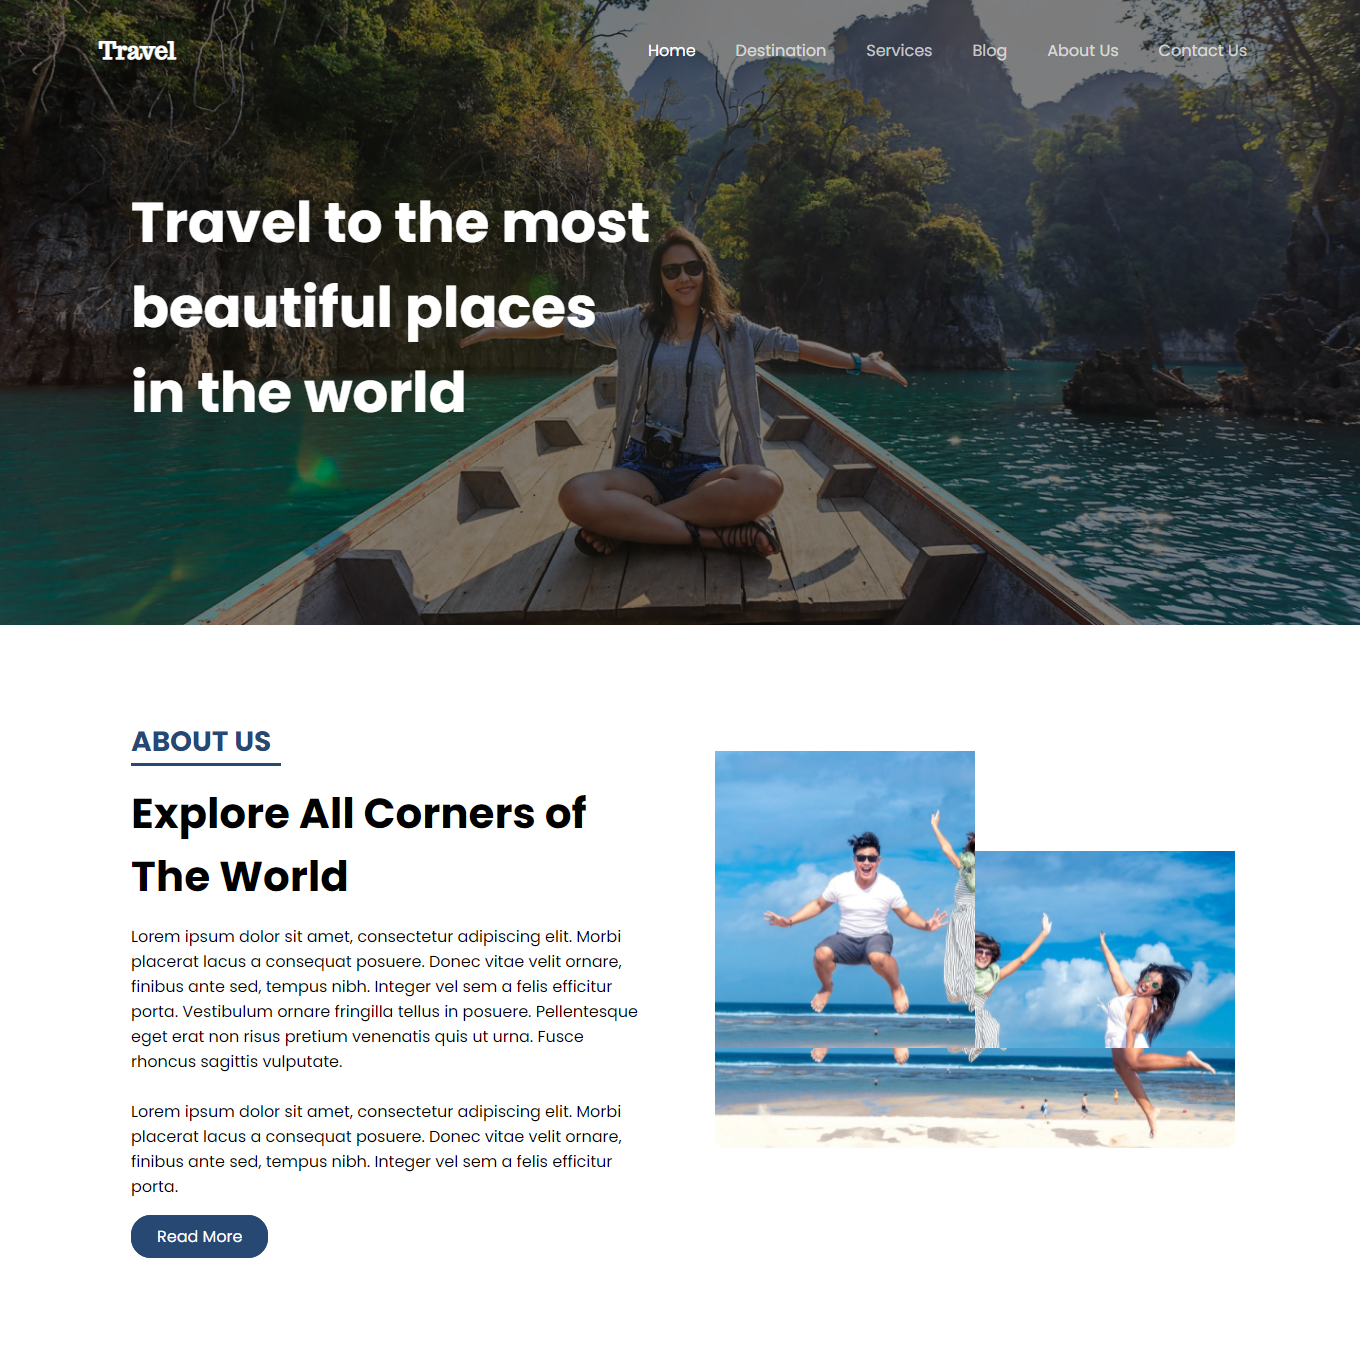 Travel
Home Destination Services Blog About Us Contact Us
Travel to the most
beautiful places
in the world
ABOUT US
Explore All Corners of
The World
Lorem ipsum dolor sit amet, consectetur adipiscing elit. Morbi
placerat lacus a consequat posuere. Donec vitae velit ornare,
finibus ante sed, tempus nibh. Integer vel sem a felis efficitur
porta. Vestibulum ornare fringilla tellus in posuere. Pellentesque
eget erat non risus pretium venenatis quis ut urna. Fusce
rhoncus sagittis vulputate.
Lorem ipsum dolor sit amet, consectetur adipiscing elit. Morbi
placerat lacus a consequat posuere. Donec vitae velit ornare,
finibus ante sed, tempus nibh. Integer vel sem a felis efficitur
porta.
Read More